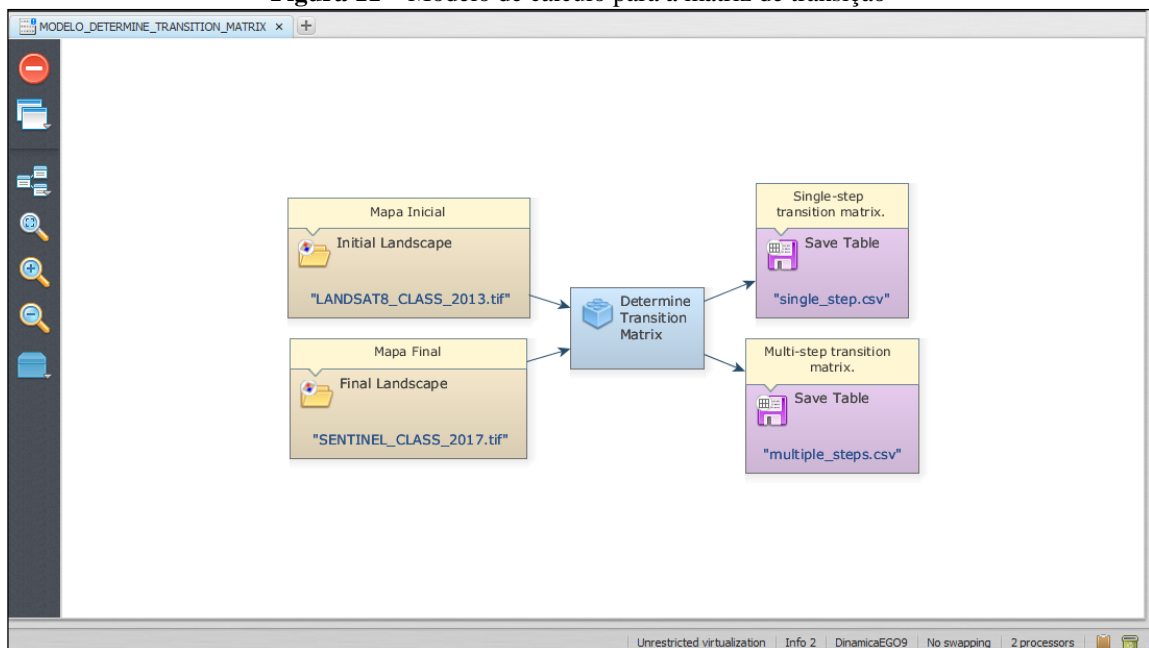 Figura 11 – Modelo de cálculo para a matriz de transição
MODELO_DETERMINE_TRANSITION_MATRIX
Mapa Inicial
Initial Landscape
"LANDSAT8_CLASS_2013.tif"
Mapa Final
Final Landscape
"SENTINEL_CLASS_2017.tif"
Determine
Transition
Matrix
Single-step
transition matrix.
Save Table
"single_step.csv"
Multi-step transition
matrix.
Save Table
"multiple_steps.csv"
Unrestricted virtualization Info 2 DinamicaEGO9 No swapping 2 processors